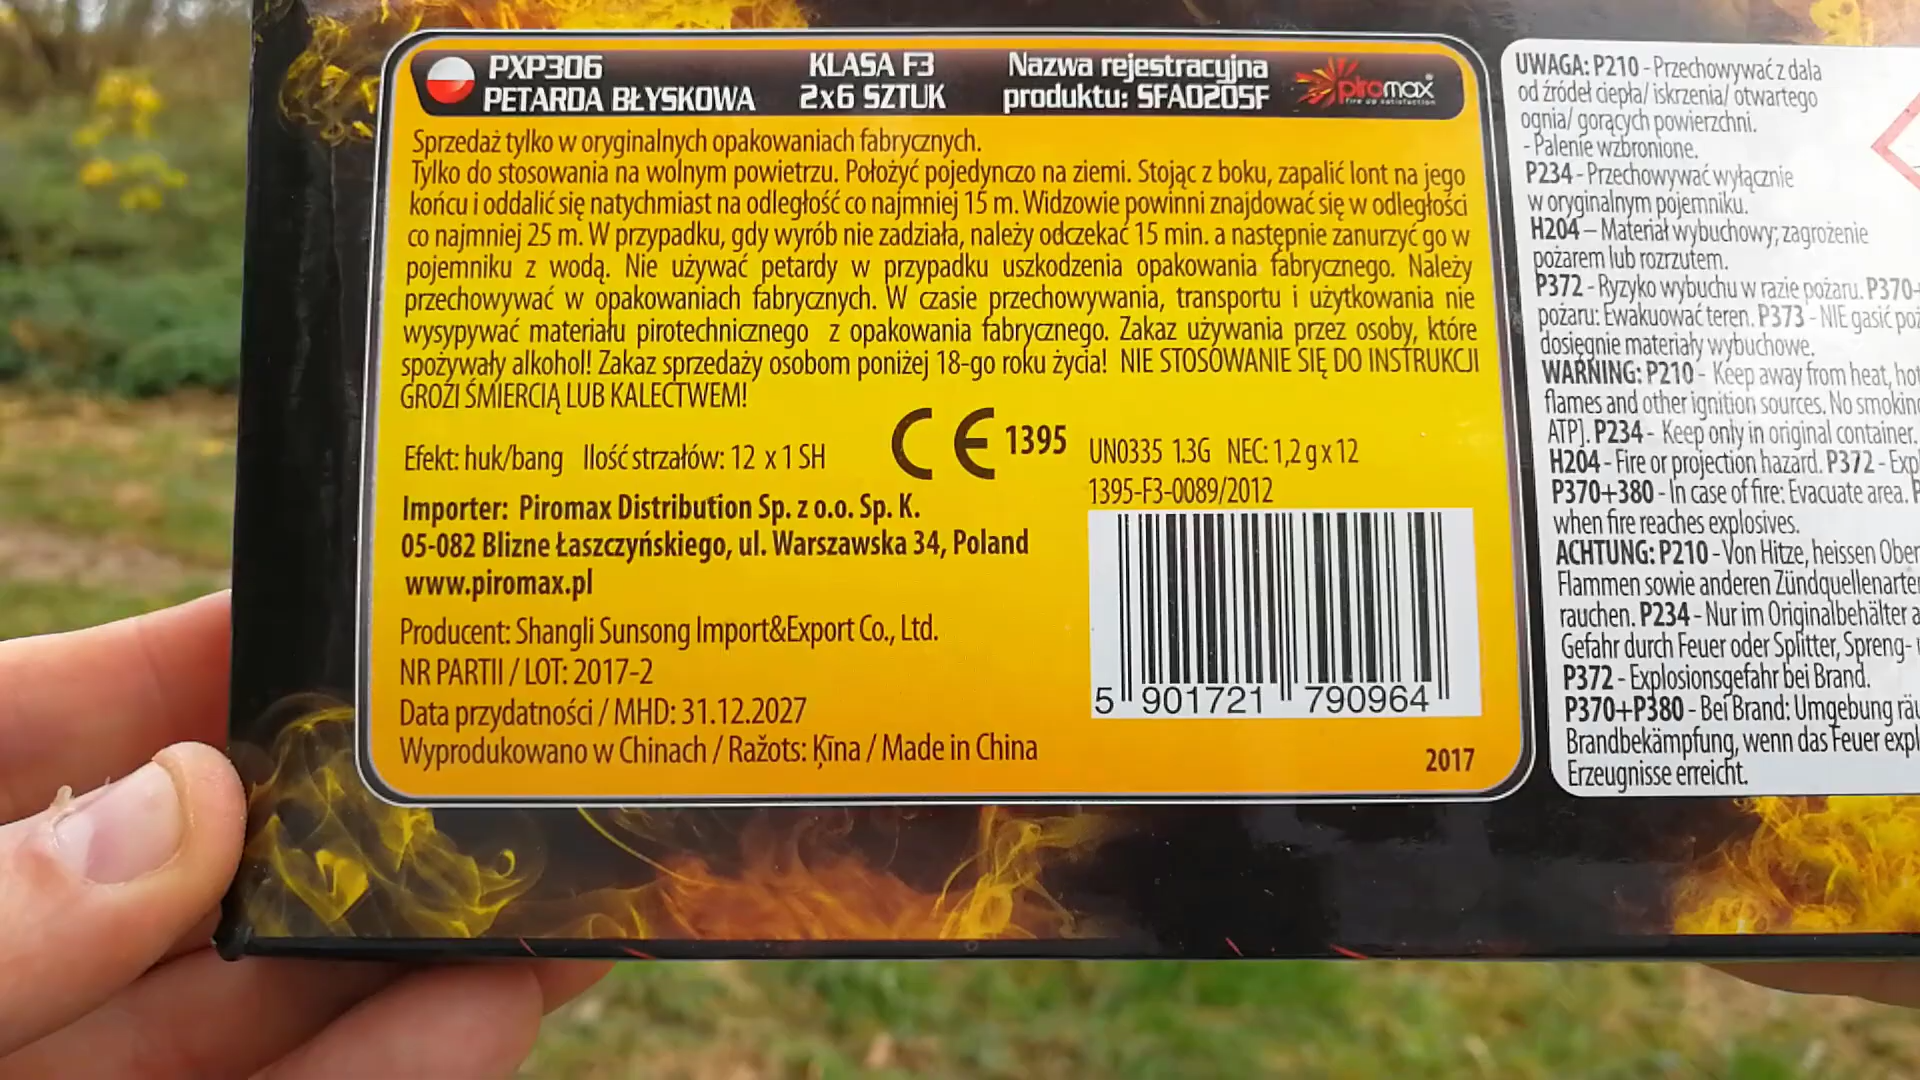 PXP306
PETARDA BŁYSKOWA
KLASA F3
2x6 SZTUK
Nazwa rejestracyjna
produktu: SFA0205F
piromax®
fire up satisfaction
Sprzedaż tylko w oryginalnych opakowaniach fabrycznych.
Tylko do stosowania na wolnym powietrzu. Położyć pojedynczo na ziemi. Stojąc z boku, zapalić lont na jego
końcu i oddalić się natychmiast na odległość co najmniej 15 m. Widzowie powinni znajdować się w odległości
co najmniej 25 m. W przypadku, gdy wyrób nie zadziała, należy odczekać 15 min. a następnie zanurzyć go w
pojemniku z wodą. Nie używać petardy w przypadku uszkodzenia opakowania fabrycznego. Należy
przechowywać w opakowaniach fabrycznych. W czasie przechowywania, transportu i użytkowania nie
wysypywać materiału pirotechnicznego z opakowania fabrycznego. Zakaz używania przez osoby, które
spożywały alkohol! Zakaz sprzedaży osobom poniżej 18-go roku życia! NIE STOSOWANIE SIĘ DO INSTRUKCJI
GROZI ŚMIERCIĄ LUB KALECTWEM!
Efekt: huk/bang Ilość strzałów: 12 x 1 SH
CE 1395
UN0335 1.3G NEC: 1,2 g x 12
1395-F3-0089/2012
Importer: Piromax Distribution Sp. z o.o. Sp. K.
05-082 Blizne Łaszczyńskiego, ul. Warszawska 34, Poland
www.piromax.pl
Producent: Shangli Sunsong Import&Export Co., Ltd.
NR PARTII / LOT: 2017-2
Data przydatności / MHD: 31.12.2027
Wyprodukowano w Chinach / Ražots: Ķīna / Made in China
5 901721 790964
2017
UWAGA: P210 - Przechowywać z dala
od źródeł ciepła/ iskrzenia/ otwartego
ognia/ gorących powierzchni.
- Palenie wzbronione.
P234 - Przechowywać wyłącznie
w oryginalnym pojemniku.
H204 – Materiał wybuchowy; zagrożenie
pożarem lub rozrzutem.
P372 - Ryzyko wybuchu w razie pożaru. P370-
pożaru: Ewakuować teren. P373 - NIE gasić
dosięgnie materiały wybuchowe.
WARNING: P210 - Keep away from heat, hot
flames and other ignition sources. No
ATP]. P234 - Keep only in original container.
H204 - Fire or projection hazard. P372 -
P370+380 - In case of fire: Evacuate area.
when fire reaches explosives.
ACHTUNG: P210 - Von Hitze, heissen
Flammen sowie anderen
rauchen. P234 - Nur im Originalbehälter
Gefahr durch Feuer oder Splitter, Spreng-
P372 - Explosionsgefahr bei Brand.
P370+P380 - Bei Brand: Umgebung
Brandbekämpfung, wenn das Feuer
Erzeugnisse erreicht.